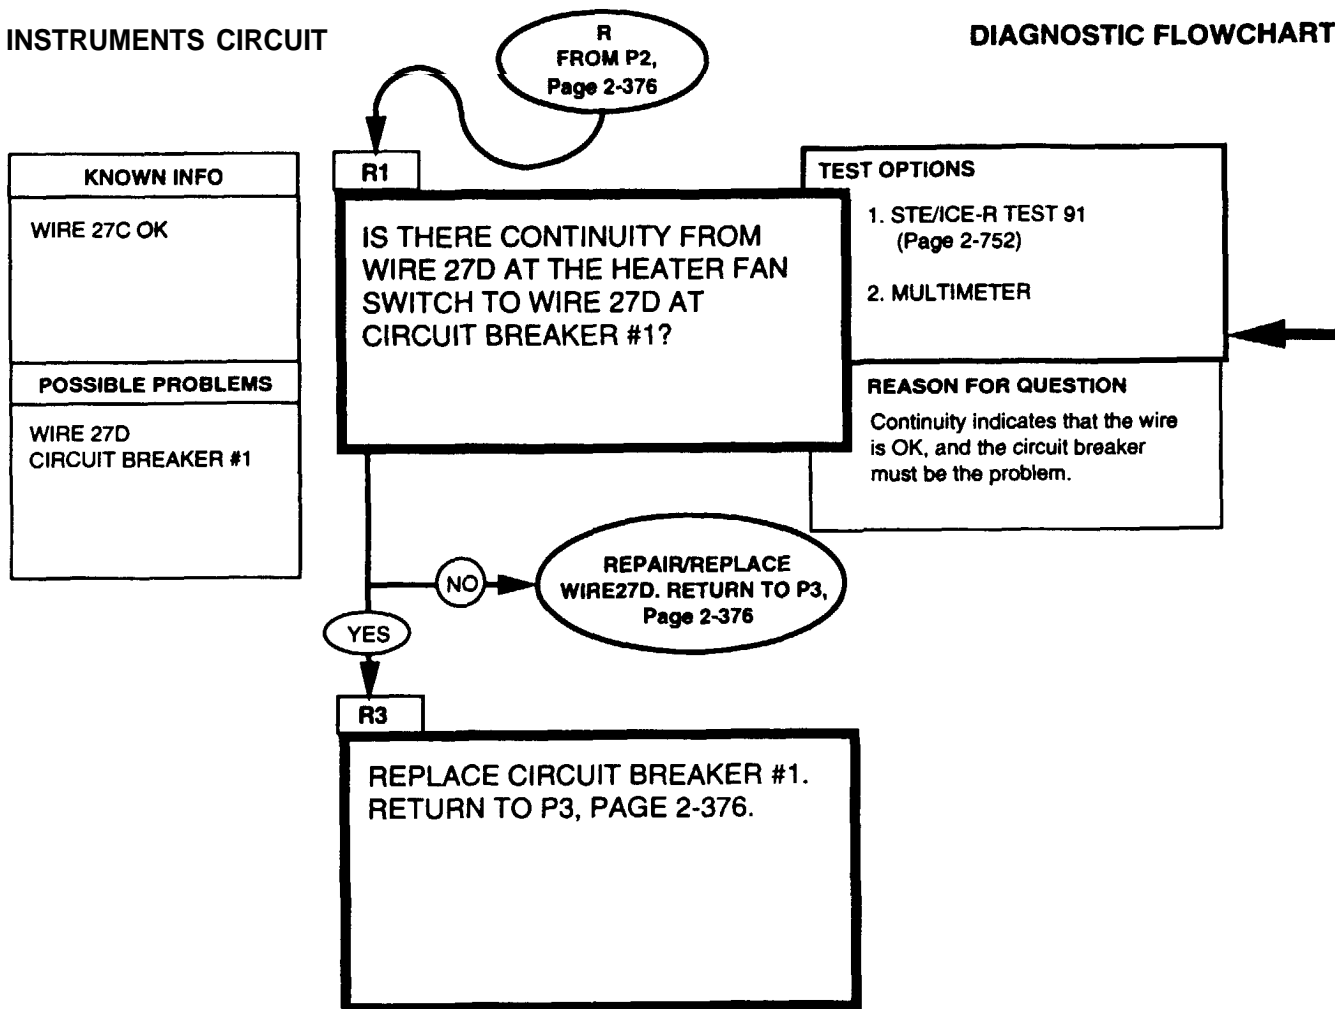 INSTRUMENTS CIRCUIT
DIAGNOSTIC FLOWCHART
R
FROM P2,
Page 2-376
KNOWN INFO
WIRE 27C OK
POSSIBLE PROBLEMS
WIRE 27D
CIRCUIT BREAKER #1
R1
IS THERE CONTINUITY FROM
WIRE 27D AT THE HEATER FAN
SWITCH TO WIRE 27D AT
CIRCUIT BREAKER #1?
TEST OPTIONS
1. STE/ICE-R TEST 91
(Page 2-752)
2. MULTIMETER
REASON FOR QUESTION
Continuity indicates that the wire
is OK, and the circuit breaker
must be the problem.
NO
REPAIR/REPLACE
WIRE27D. RETURN TO P3,
Page 2-376
YES
R3
REPLACE CIRCUIT BREAKER #1.
RETURN TO P3, PAGE 2-376.